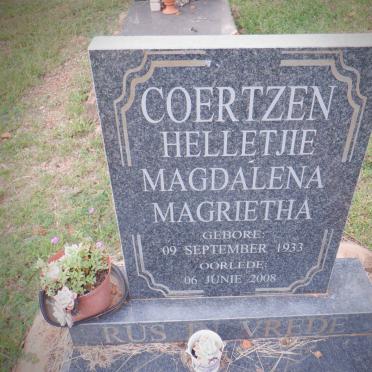 COERTZEN
HELLETJIE
MAGDALENA
MAGRIETHA
GEBORE:
09 SEPTEMBER 1933
OORLEDE:
06 JUNIE 2008
RUS VREDE